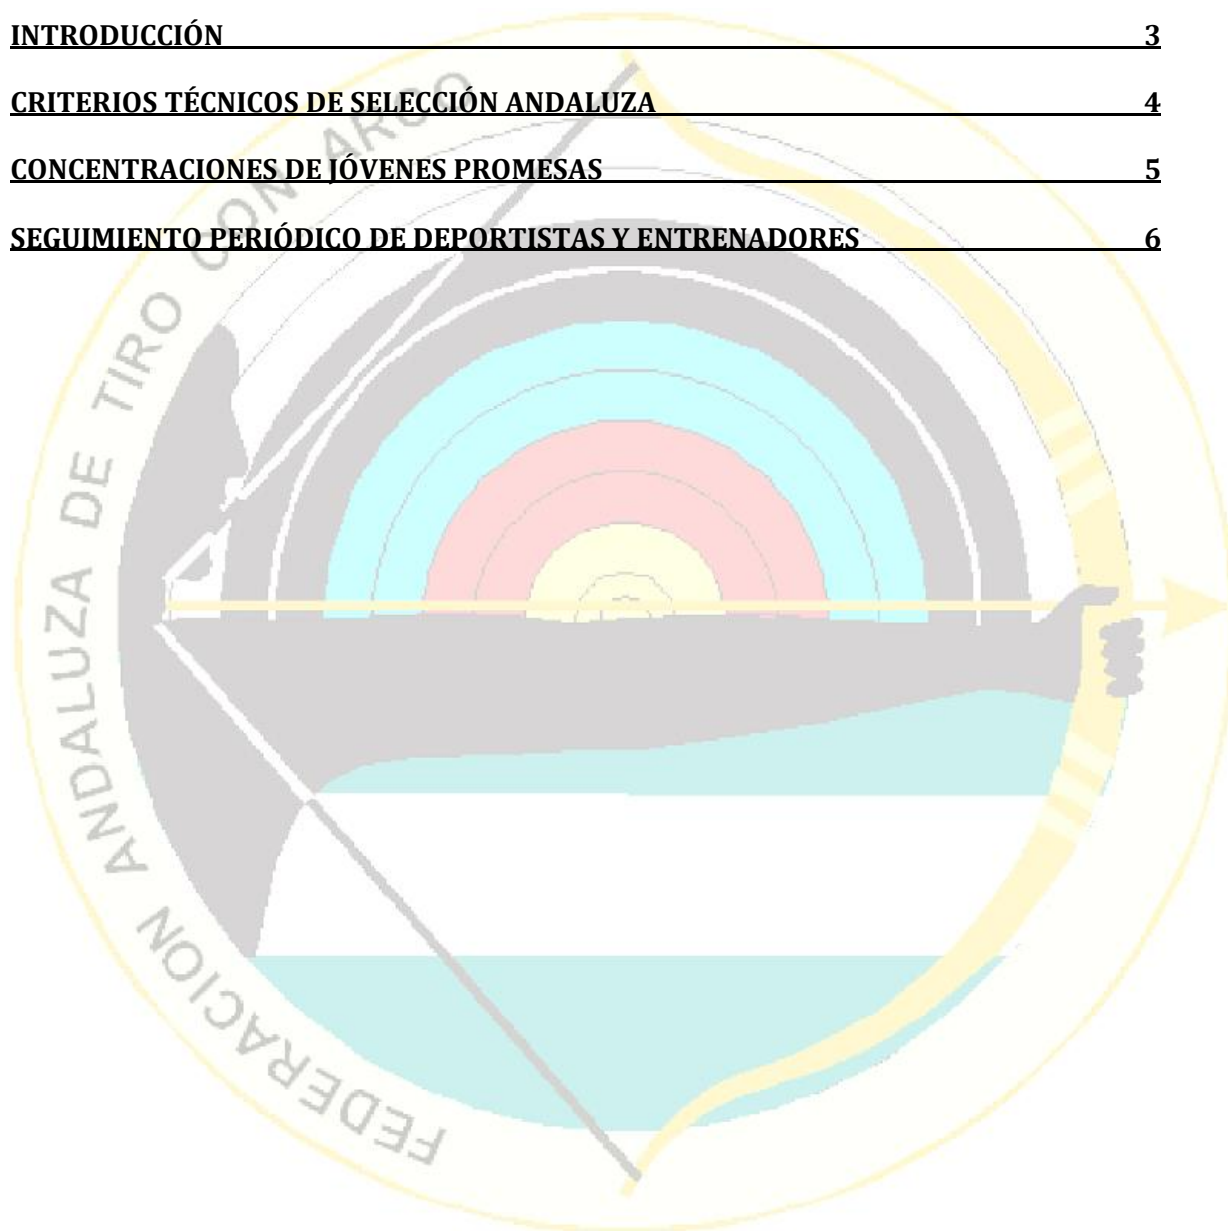 INTRODUCCIÓN 3
CRITERIOS TÉCNICOS DE SELECCIÓN ANDALUZA 4
CONCENTRACIONES DE JÓVENES PROMESAS 5
SEGUIMIENTO PERIÓDICO DE DEPORTISTAS Y ENTRENADORES 6
FEDERACION ANDALUZA DE TIRO CON ARCO